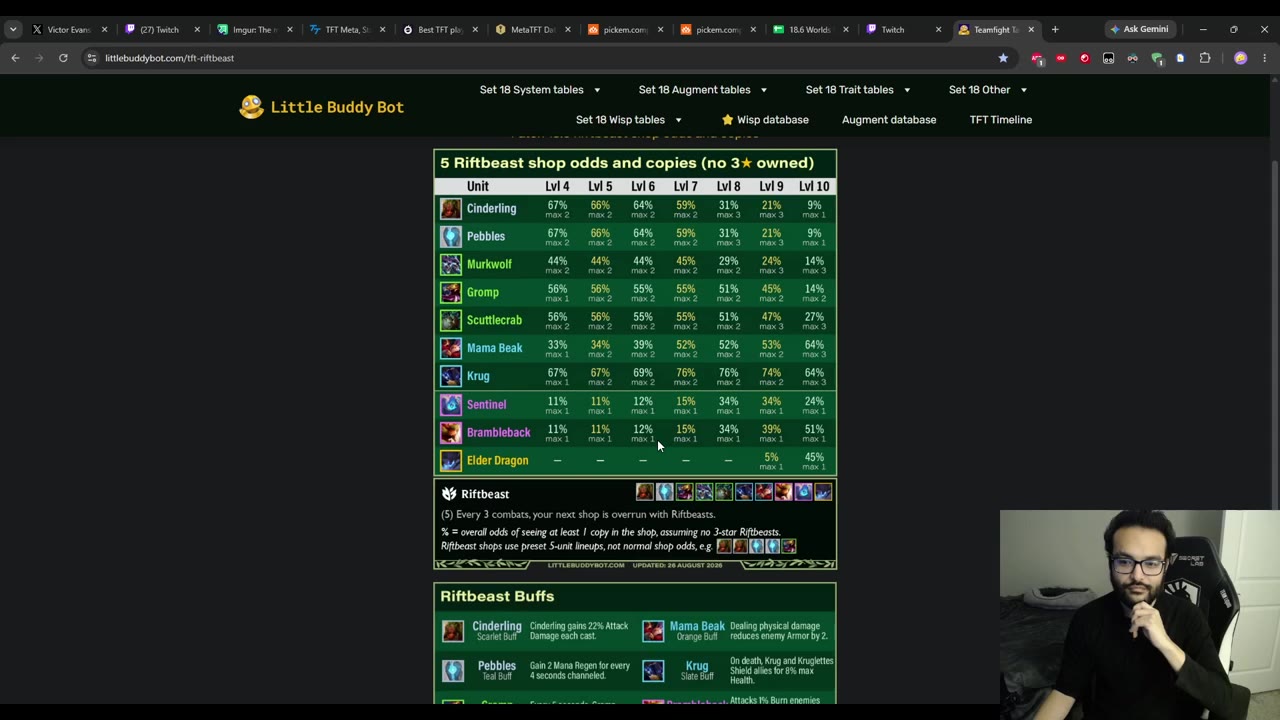 Victor Evans
(27) Twitch
Imgur: The m
TFT Meta,
Best TFT play
MetaTFT Dat
pickem.com
pickem.com
18.6 Worlds
Twitch
Teamfight Ta
Ask Gemini
littlebuddybot.com/tft-riftbeast
Little Buddy Bot
Set 18 System tables
Set 18 Augment tables
Set 18 Trait tables
Set 18 Other
Set 18 Wisp tables
Wisp database
Augment database
TFT Timeline
Riftbeast shop odds and copies
5 Riftbeast shop odds and copies (no 3★ owned)
Unit Lvl 4 Lvl 5 Lvl 6 Lvl 7 Lvl 8 Lvl 9 Lvl 10
Cinderling 67% 66% 64% 59% 31% 21% 9%
max 2 max 2 max 2 max 2 max 3 max 3 max 1
Pebbles 67% 66% 64% 59% 31% 21% 9%
max 2 max 2 max 2 max 2 max 3 max 3 max 1
Murkwolf 44% 44% 44% 45% 29% 24% 14%
max 2 max 2 max 2 max 2 max 2 max 3 max 3
Gromp 56% 56% 55% 55% 51% 45% 14%
max 1 max 2 max 2 max 2 max 2 max 2 max 2
Scuttlecrab 56% 56% 55% 55% 51% 47% 27%
max 2 max 2 max 2 max 2 max 2 max 3 max 3
Mama Beak 33% 34% 39% 52% 52% 53% 64%
max 1 max 2 max 2 max 2 max 2 max 2 max 3
Krug 67% 67% 69% 76% 76% 74% 64%
max 1 max 2 max 2 max 2 max 2 max 2 max 3
Sentinel 11% 11% 12% 15% 34% 34% 24%
max 1 max 1 max 1 max 1 max 1 max 1 max 1
Brambleback 11% 11% 12% 15% 34% 39% 51%
max 1 max 1 max 1 max 1 max 1 max 1 max 1
Elder Dragon – – – – – 5% 45%
max 1 max 1
Riftbeast
(5) Every 3 combats, your next shop is overrun with Riftbeasts.
% = overall odds of seeing at least 1 copy in the shop, assuming no 3-star Riftbeasts.
Riftbeast shops use preset 5-unit lineups, not normal shop odds, e.g.
LITTLEBUDDYBOT.COM UPDATED: 26 AUGUST 2026
Riftbeast Buffs
Cinderling
Scarlet Buff
Cinderling gains 22% Attack
Damage each cast.
Mama Beak
Orange Buff
Dealing physical damage
reduces enemy Armor by 2.
Pebbles
Teal Buff
Gain 2 Mana Regen for every
4 seconds channeled.
Krug
Slate Buff
On death, Krug and Kruglettes
Shield allies for 8% max
Health.
Gromp
Every 5 seconds, Gromp
Brambleback
Attacks 1% Burn enemies
SECRET
LAB